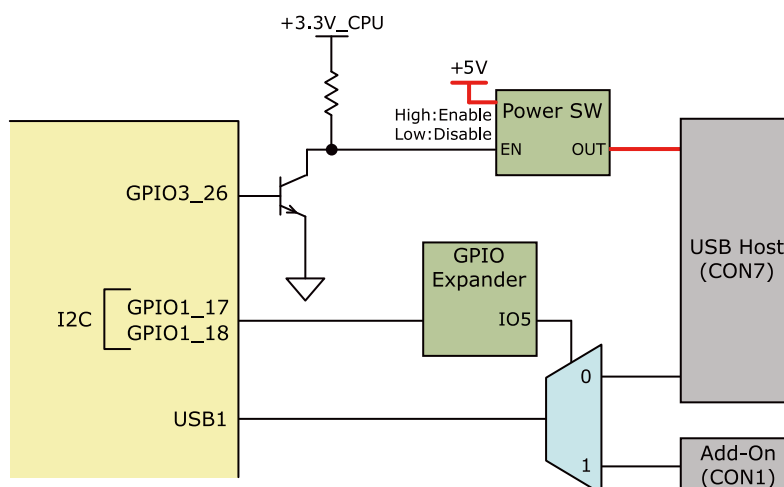 +3.3V_CPU
+5V
High:Enable
Low:Disable
Power SW
EN
OUT
GPIO3_26
USB Host
(CON7)
GPIO
Expander
IO5
I2C
GPIO1_17
GPIO1_18
0
USB1
1
Add-On
(CON1)